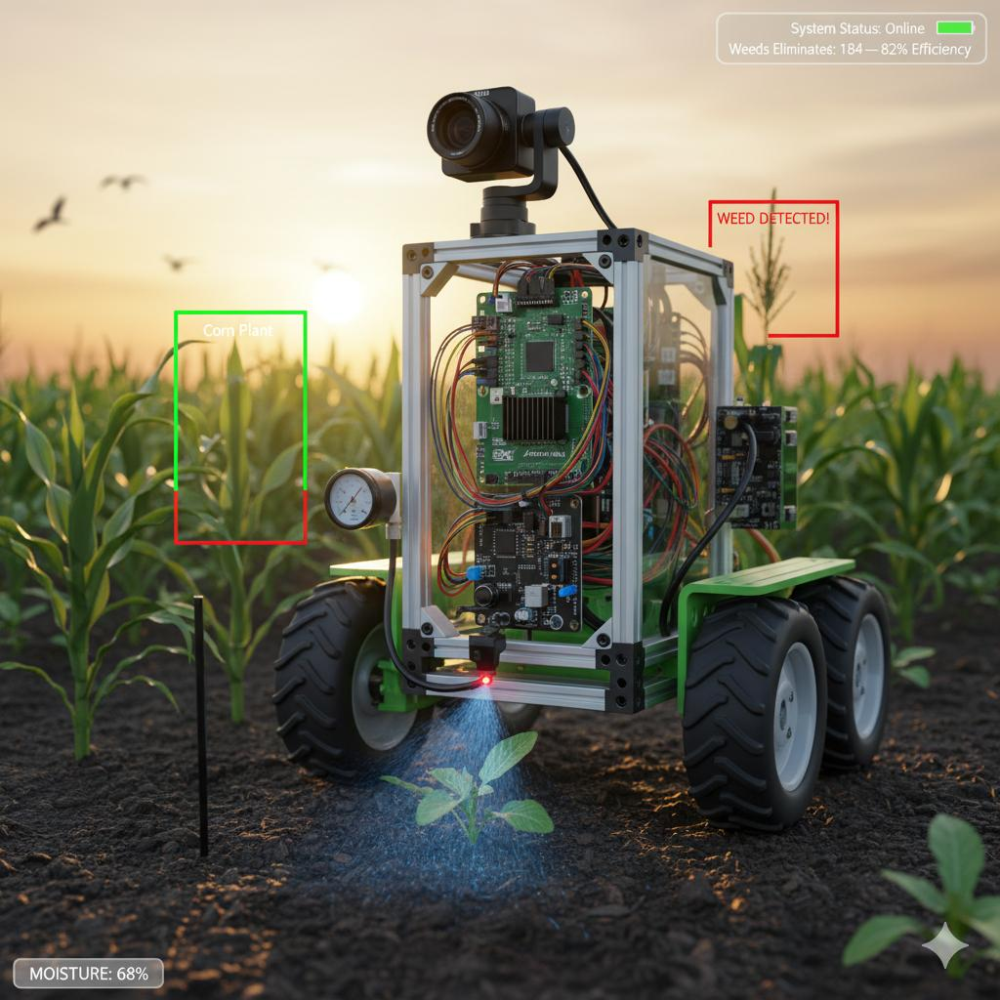 System Status: Online
Weeds Eliminates: 184 — 82% Efficiency
WEED DETECTED!
Corn Plant
MOISTURE: 68%